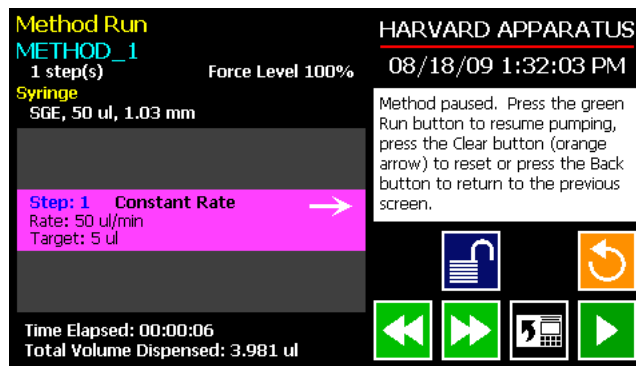 Method Run
METHOD_1
1 step(s) Force Level 100%
Syringe
SGE, 50 ul, 1.03 mm
Step: 1 Constant Rate
Rate: 50 ul/min
Target: 5 ul
Time Elapsed: 00:00:06
Total Volume Dispensed: 3.981 ul
HARVARD APPARATUS
08/18/09 1:32:03 PM
Method paused. Press the green
Run button to resume pumping,
press the Clear button (orange
arrow) to reset or press the Back
button to return to the previous
screen.